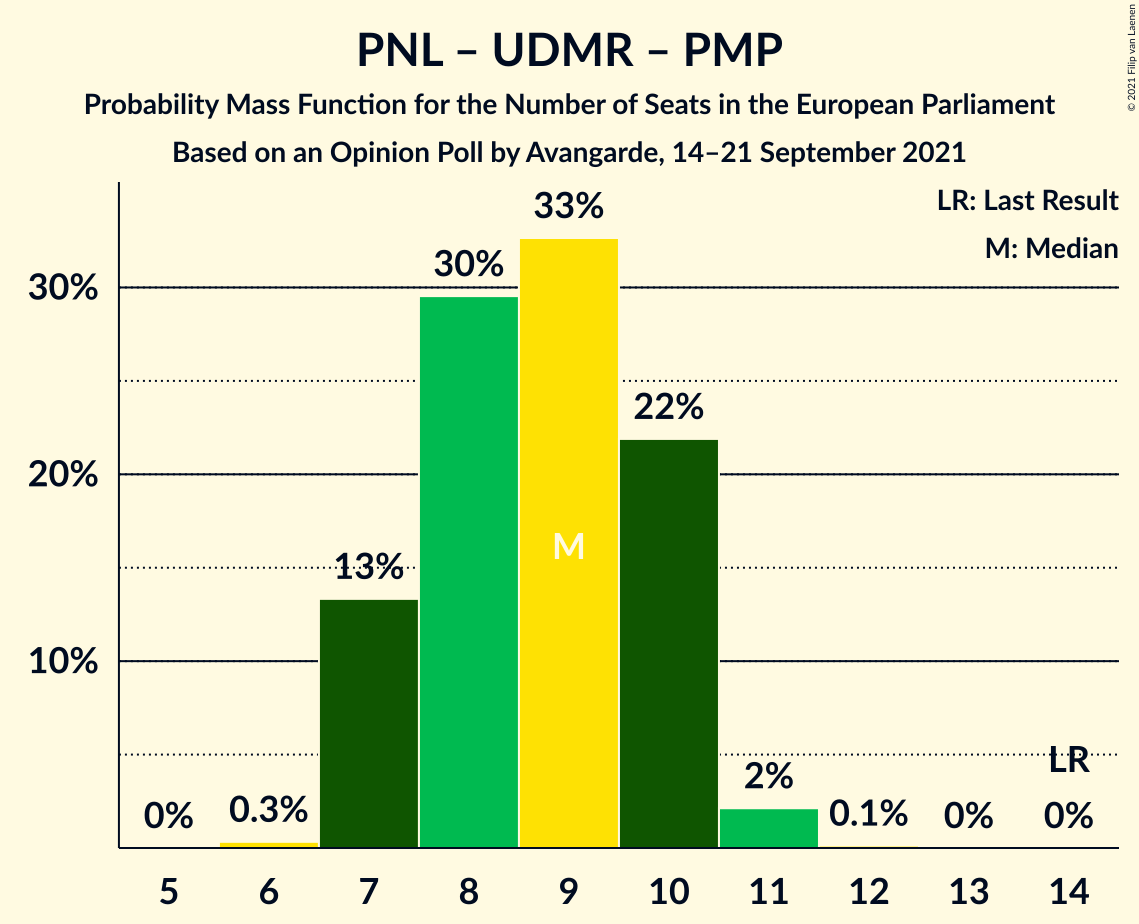 PNL – UDMR – PMP
Probability Mass Function for the Number of Seats in the European Parliament
Based on an Opinion Poll by Avangarde, 14–21 September 2021
© 2021 Filip van Laenen
LR: Last Result
M: Median
30%
20%
10%
0%
0.3%
13%
30%
33%
M
22%
2%
0.1%
0%
LR
0%
5 6 7 8 9 10 11 12 13 14